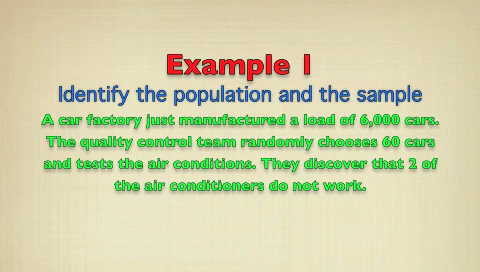 Example 1
Identify the population and the sample
A car factory just manufactured a load of 6,000 cars.
The quality control team randomly chooses 60 cars
and tests the air conditions. They discover that 2 of
the air conditioners do not work.